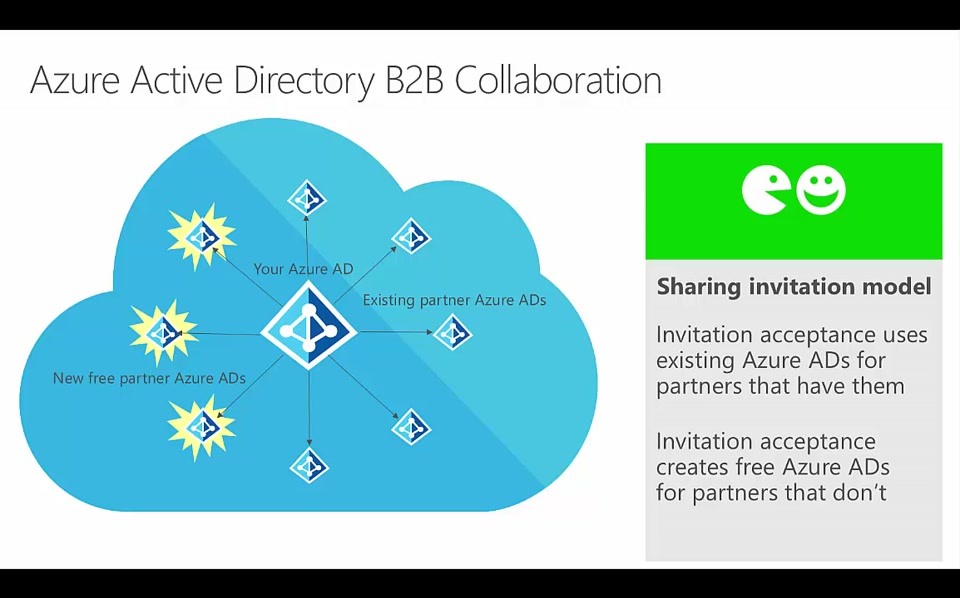 Azure Active Directory B2B Collaboration
Your Azure AD
Existing partner Azure ADs
New free partner Azure ADs
Sharing invitation model
Invitation acceptance uses
existing Azure ADs for
partners that have them
Invitation acceptance
creates free Azure ADs
for partners that don't